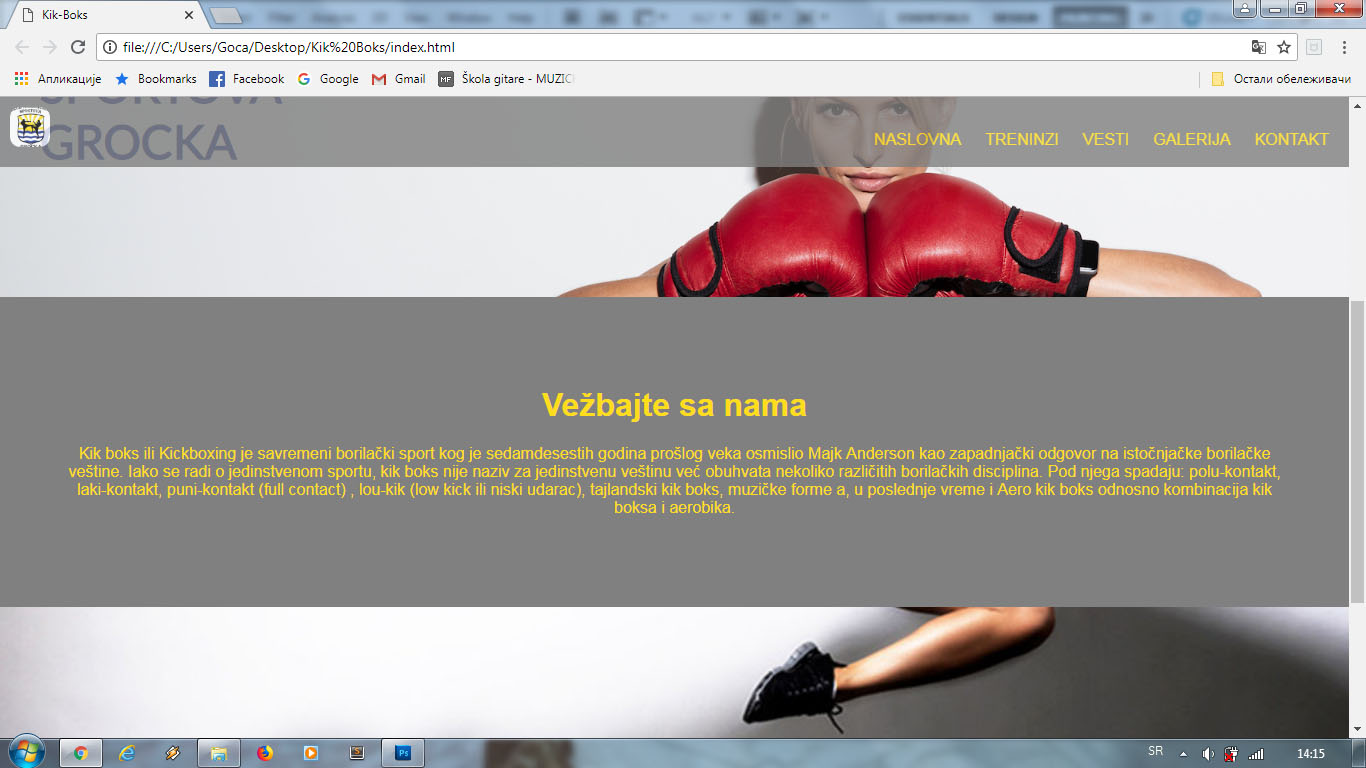 Kik-Boks
file:///C:/Users/Goca/Desktop/Kik%20Boks/index.html
Апликације
Bookmarks
Facebook
Google
Gmail
MF
Škola gitare - MUZIC
Остали обележивачи
SPORTOVA
GROCKA
NASLOVNA TRENINZI VESTI GALERIJA KONTAKT
Vežbajte sa nama
Kik boks ili Kickboxing je savremeni borilački sport kog je sedamdesestih godina prošlog veka osmislio Majk Anderson kao zapadnjački odgovor na istočnjačke borilačke
veštine. Iako se radi o jedinstvenom sportu, kik boks nije naziv za jedinstvenu veštinu već obuhvata nekoliko različitih borilačkih disciplina. Pod njega spadaju: polu-kontakt,
laki-kontakt, puni-kontakt (full contact) , lou-kik (low kick ili niski udarac), tajlandski kik boks, muzičke forme a, u poslednje vreme i Aero kik boks odnosno kombinacija kik
boksa i aerobika.
Ps
SR
14:15